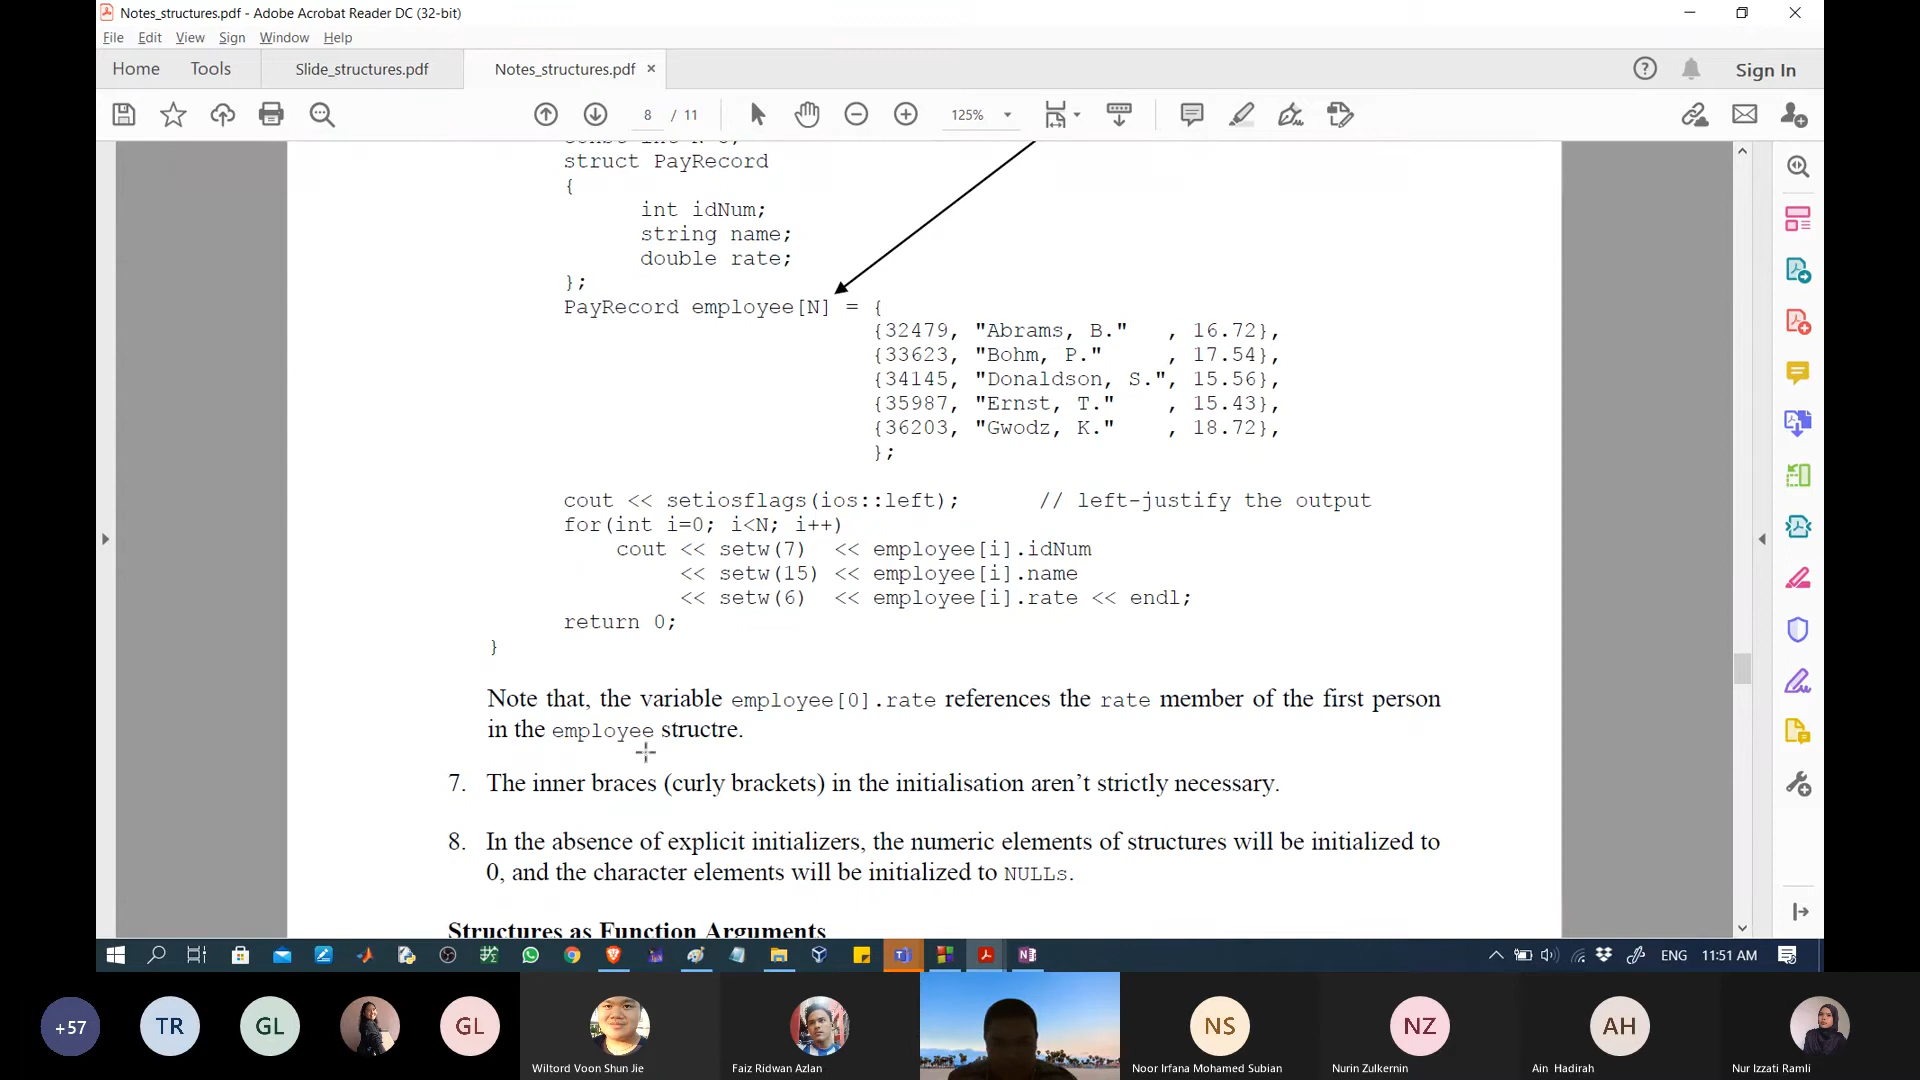 Notes_structures.pdf - Adobe Acrobat Reader DC (32-bit)
File Edit View Sign Window Help
Home Tools Slide_structures.pdf Notes_structures.pdf × Sign In
8 / 11 125%
struct PayRecord
{
int idNum;
string name;
double rate;
};
PayRecord employee[N] = {
{32479, "Abrams, B." , 16.72},
{33623, "Bohm, P." , 17.54},
{34145, "Donaldson, S.", 15.56},
{35987, "Ernst, T." , 15.43},
{36203, "Gwodz, K." , 18.72},
};
cout << setiosflags(ios::left); // left-justify the output
for(int i=0; i<N; i++)
cout << setw(7) << employee[i].idNum
<< setw(15) << employee[i].name
<< setw(6) << employee[i].rate << endl;
return 0;
}
Note that, the variable employee[0].rate references the rate member of the first person
in the employee structre.
7. The inner braces (curly brackets) in the initialisation aren't strictly necessary.
8. In the absence of explicit initializers, the numeric elements of structures will be initialized to
0, and the character elements will be initialized to NULLs.
Structures as Function Arguments
ENG 11:51 AM
+57 TR GL GL NS NZ AH
Wiltord Voon Shun Jie Faiz Ridwan Azlan Noor Irfana Mohamed Subian Nurin Zulkernin Ain Hadirah Nur Izzati Ramli